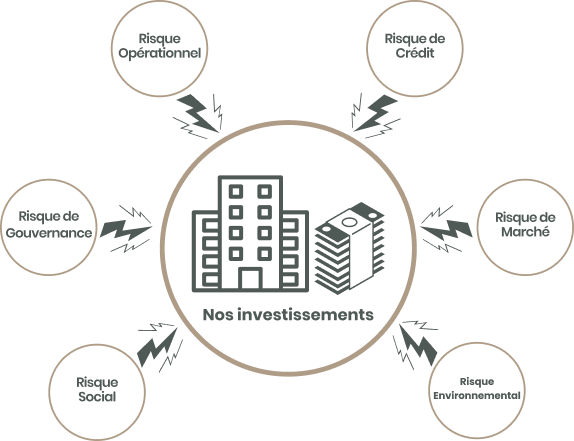 Risque
Opérationnel
Risque de
Crédit
Risque de
Gouvernance
Risque de
Marché
Nos investissements
Risque
Social
Risque
Environnemental